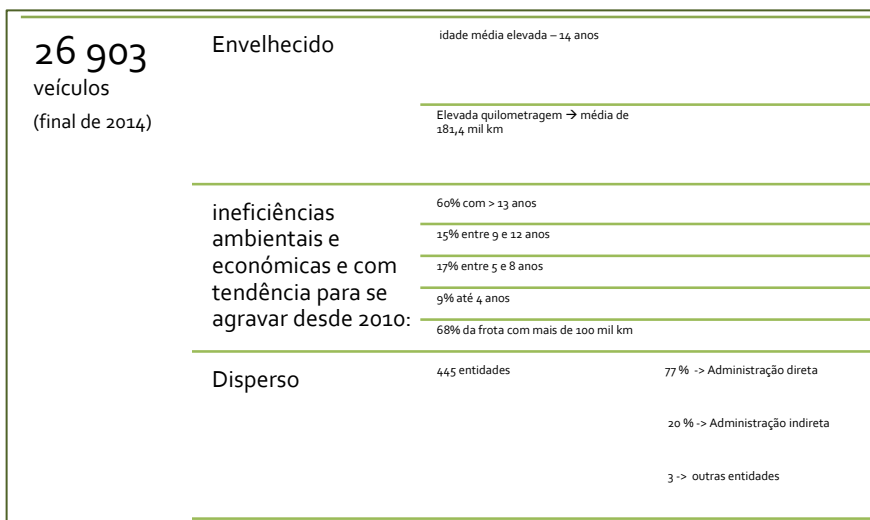 26 903
veículos
(final de 2014)
Envelhecido
idade média elevada – 14 anos
Elevada quilometragem → média de
181,4 mil km
ineficiências
ambientais e
económicas e com
tendência para se
agravar desde 2010:
60% com > 13 anos
15% entre 9 e 12 anos
17% entre 5 e 8 anos
9% até 4 anos
68% da frota com mais de 100 mil km
Disperso
445 entidades
77 % -> Administração direta
20 % -> Administração indireta
3 -> outras entidades